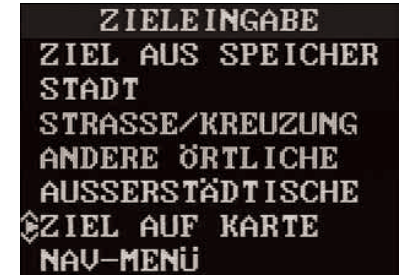 ZIELEINGABE
ZIEL AUS SPEICHER
STADT
STRASSE/KREUZUNG
ANDERE ÖRTLICHE
AUSSERSTÄDTISCHE
ZIEL AUF KARTE
NAV-MENÜ